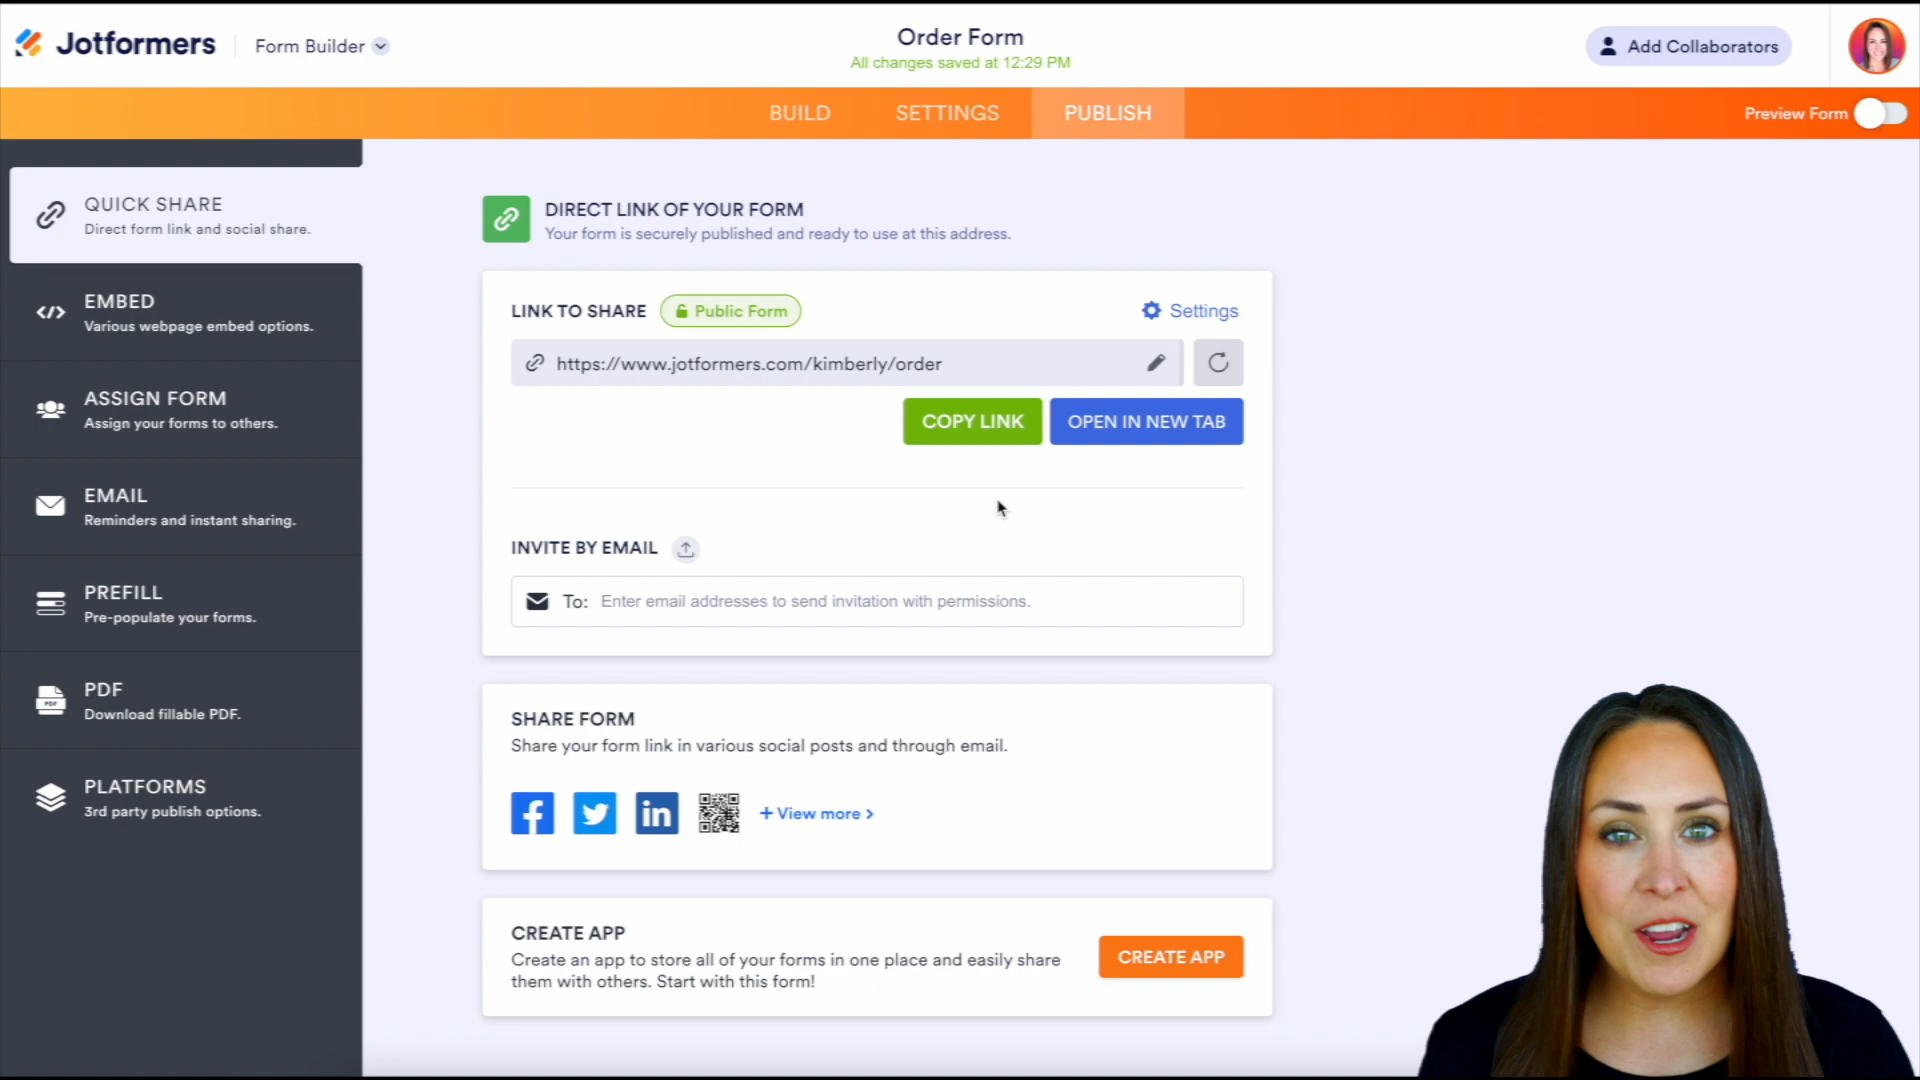 Jotformers
Form Builder
Order Form
All changes saved at 12:29 PM
Add Collaborators
BUILD
SETTINGS
PUBLISH
Preview Form
QUICK SHARE
Direct form link and social share.
EMBED
Various webpage embed options.
ASSIGN FORM
Assign your forms to others.
EMAIL
Reminders and instant sharing.
PREFILL
Pre-populate your forms.
PDF
PDF
Download fillable PDF.
PLATFORMS
3rd party publish options.
DIRECT LINK OF YOUR FORM
Your form is securely published and ready to use at this address.
LINK TO SHARE
Public Form
Settings
https://www.jotformers.com/kimberly/order
COPY LINK
OPEN IN NEW TAB
INVITE BY EMAIL
To: Enter email addresses to send invitation with permissions.
SHARE FORM
Share your form link in various social posts and through email.
+ View more >
CREATE APP
Create an app to store all of your forms in one place and easily share
them with others. Start with this form!
CREATE APP